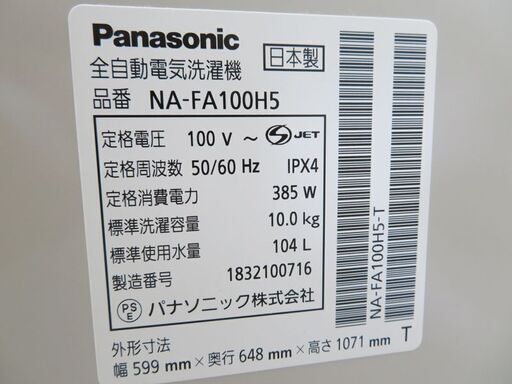 Panasonic 日本製
全自動電気洗濯機
品番 NA-FA100H5
定格電圧 100 V ～ S JET
定格周波数 50/60 Hz IPX4
定格消費電力 385 W
標準洗濯容量 10.0 kg
標準使用水量 104 L
製造番号 1832100716
PS E パナソニック株式会社
外形寸法
幅 599 mm×奥行 648 mm×高さ 1071 mm
NA-FA100H5-T
T